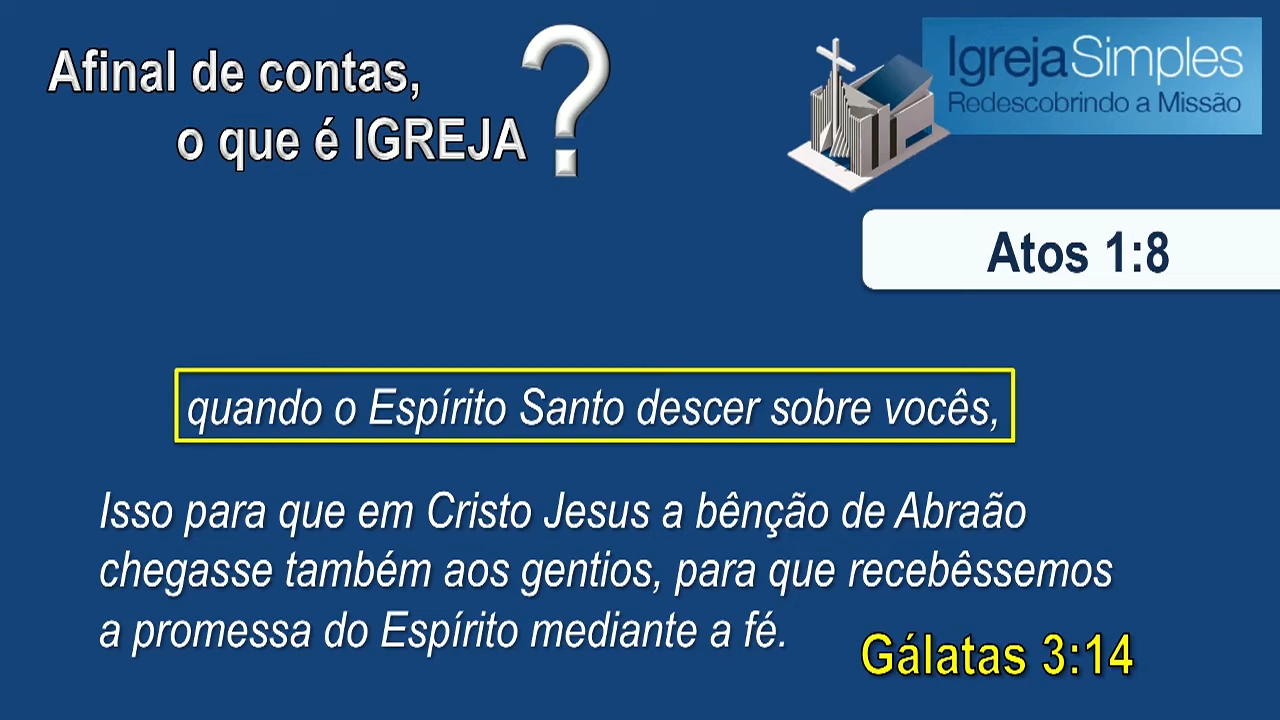 Afinal de contas,
o que é IGREJA?
IgrejaSimples
Redescobrindo a Missão
Atos 1:8
quando o Espírito Santo descer sobre vocês,
Isso para que em Cristo Jesus a bênção de Abraão
chegasse também aos gentios, para que recebêssemos
a promessa do Espírito mediante a fé.
Gálatas 3:14